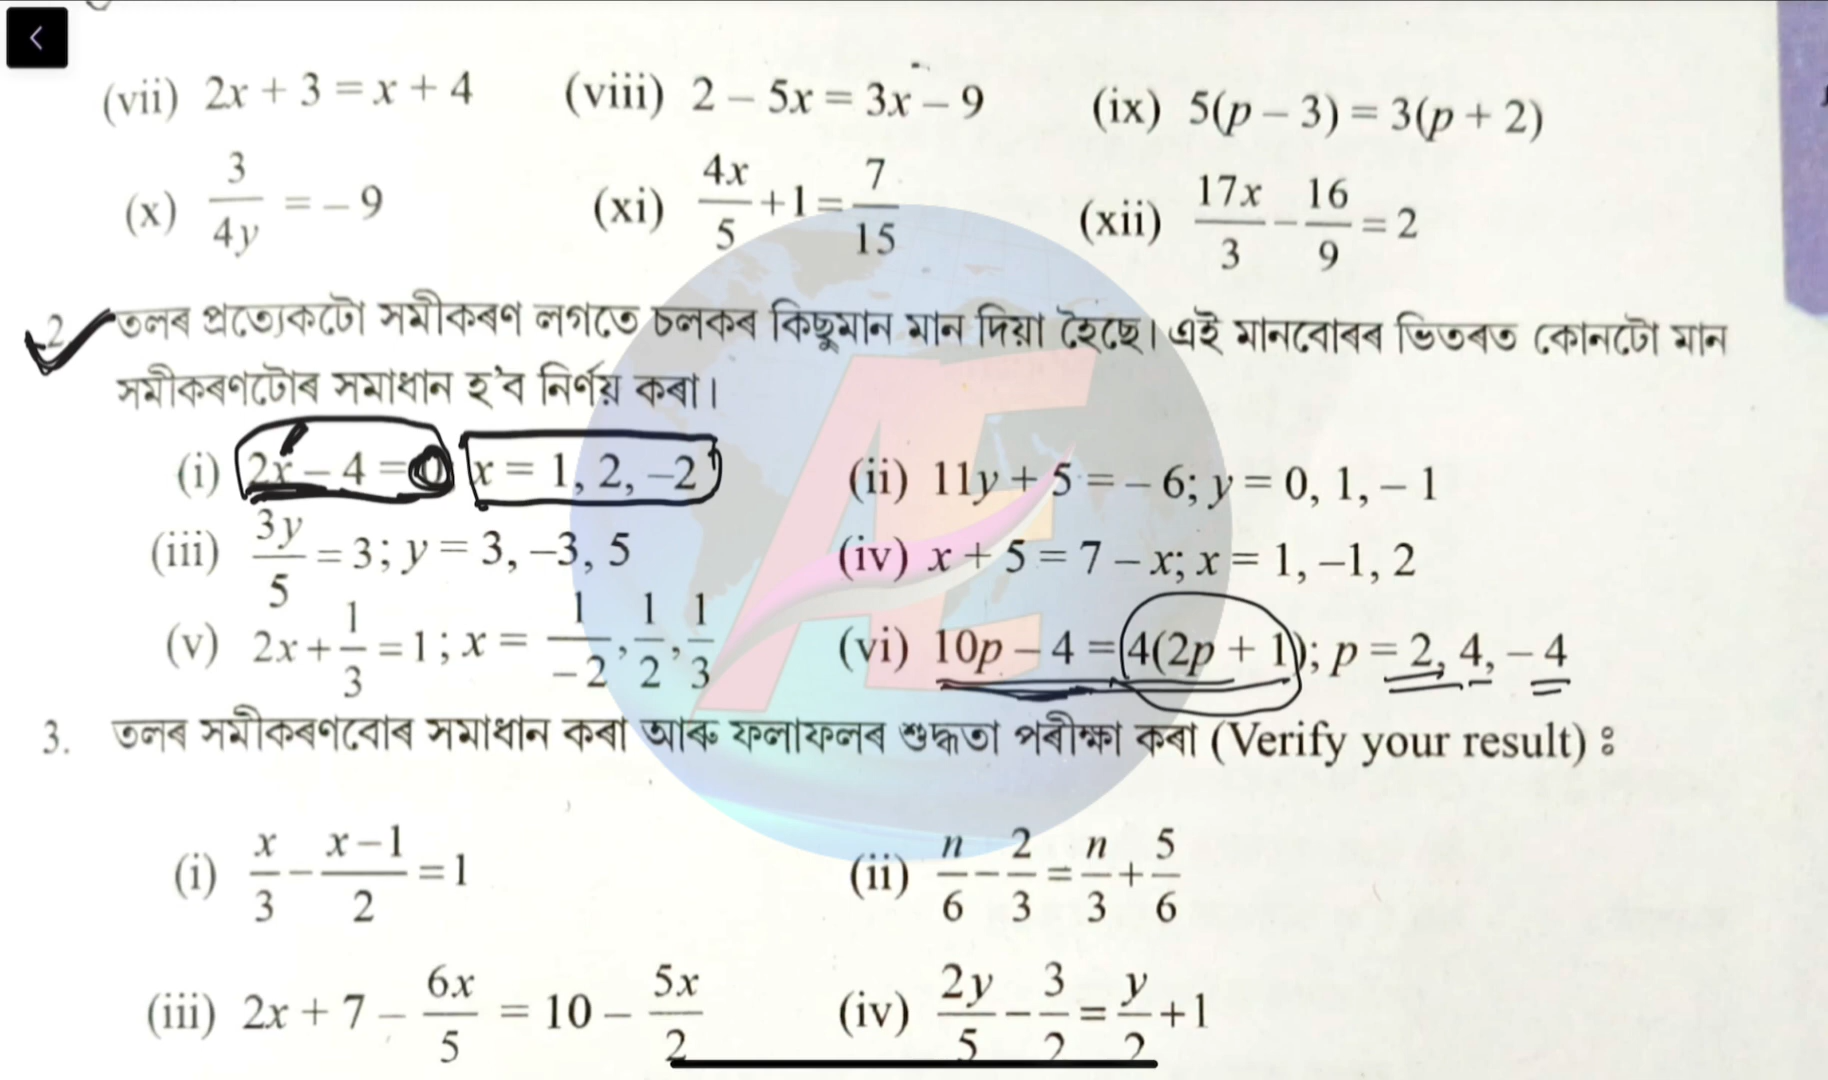 (vii) 2x + 3 = x + 4 (viii) 2 – 5x = 3x – 9 (ix) 5(p – 3) = 3(p + 2)
(x) 3/4y = – 9 (xi) 4x/5 + 1 = 7/15 (xii) 17x/3 – 16/9 = 2
2. তলৰ প্ৰত্যেকটো সমীকৰণ লগতে চলকৰ কিছুমান মান দিয়া হৈছে। এই মানবোৰৰ ভিতৰত কোনটো মান
সমীকৰণটোৰ সমাধান হ'ব নিৰ্ণয় কৰা।
(i) 2x – 4 = 0 x = 1, 2, –2 (ii) 11y + 5 = – 6; y = 0, 1, – 1
(iii) 3y/5 = 3; y = 3, –3, 5 (iv) x + 5 = 7 – x; x = 1, –1, 2
(v) 2x + 1/3 = 1; x = 1/–2, 1/2, 1/3 (vi) 10p – 4 = 4(2p + 1); p = 2, 4, – 4
3. তলৰ সমীকৰণবোৰ সমাধান কৰা আৰু ফলাফলৰ শুদ্ধতা পৰীক্ষা কৰা (Verify your result) ঃ
(i) x/3 – x – 1/2 = 1 (ii) n/6 – 2/3 = n/3 + 5/6
(iii) 2x + 7 – 6x/5 = 10 – 5x/2 (iv) 2y/5 – 3/2 = y/2 + 1